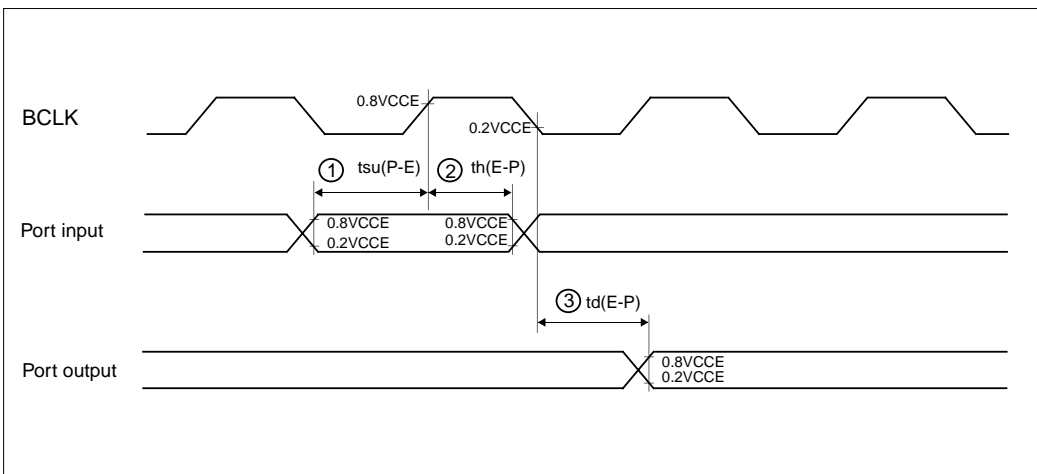 BCLK
0.8VCCE
0.2VCCE
① tsu(P-E)
② th(E-P)
Port input
0.8VCCE
0.2VCCE
0.8VCCE
0.2VCCE
③ td(E-P)
Port output
0.8VCCE
0.2VCCE